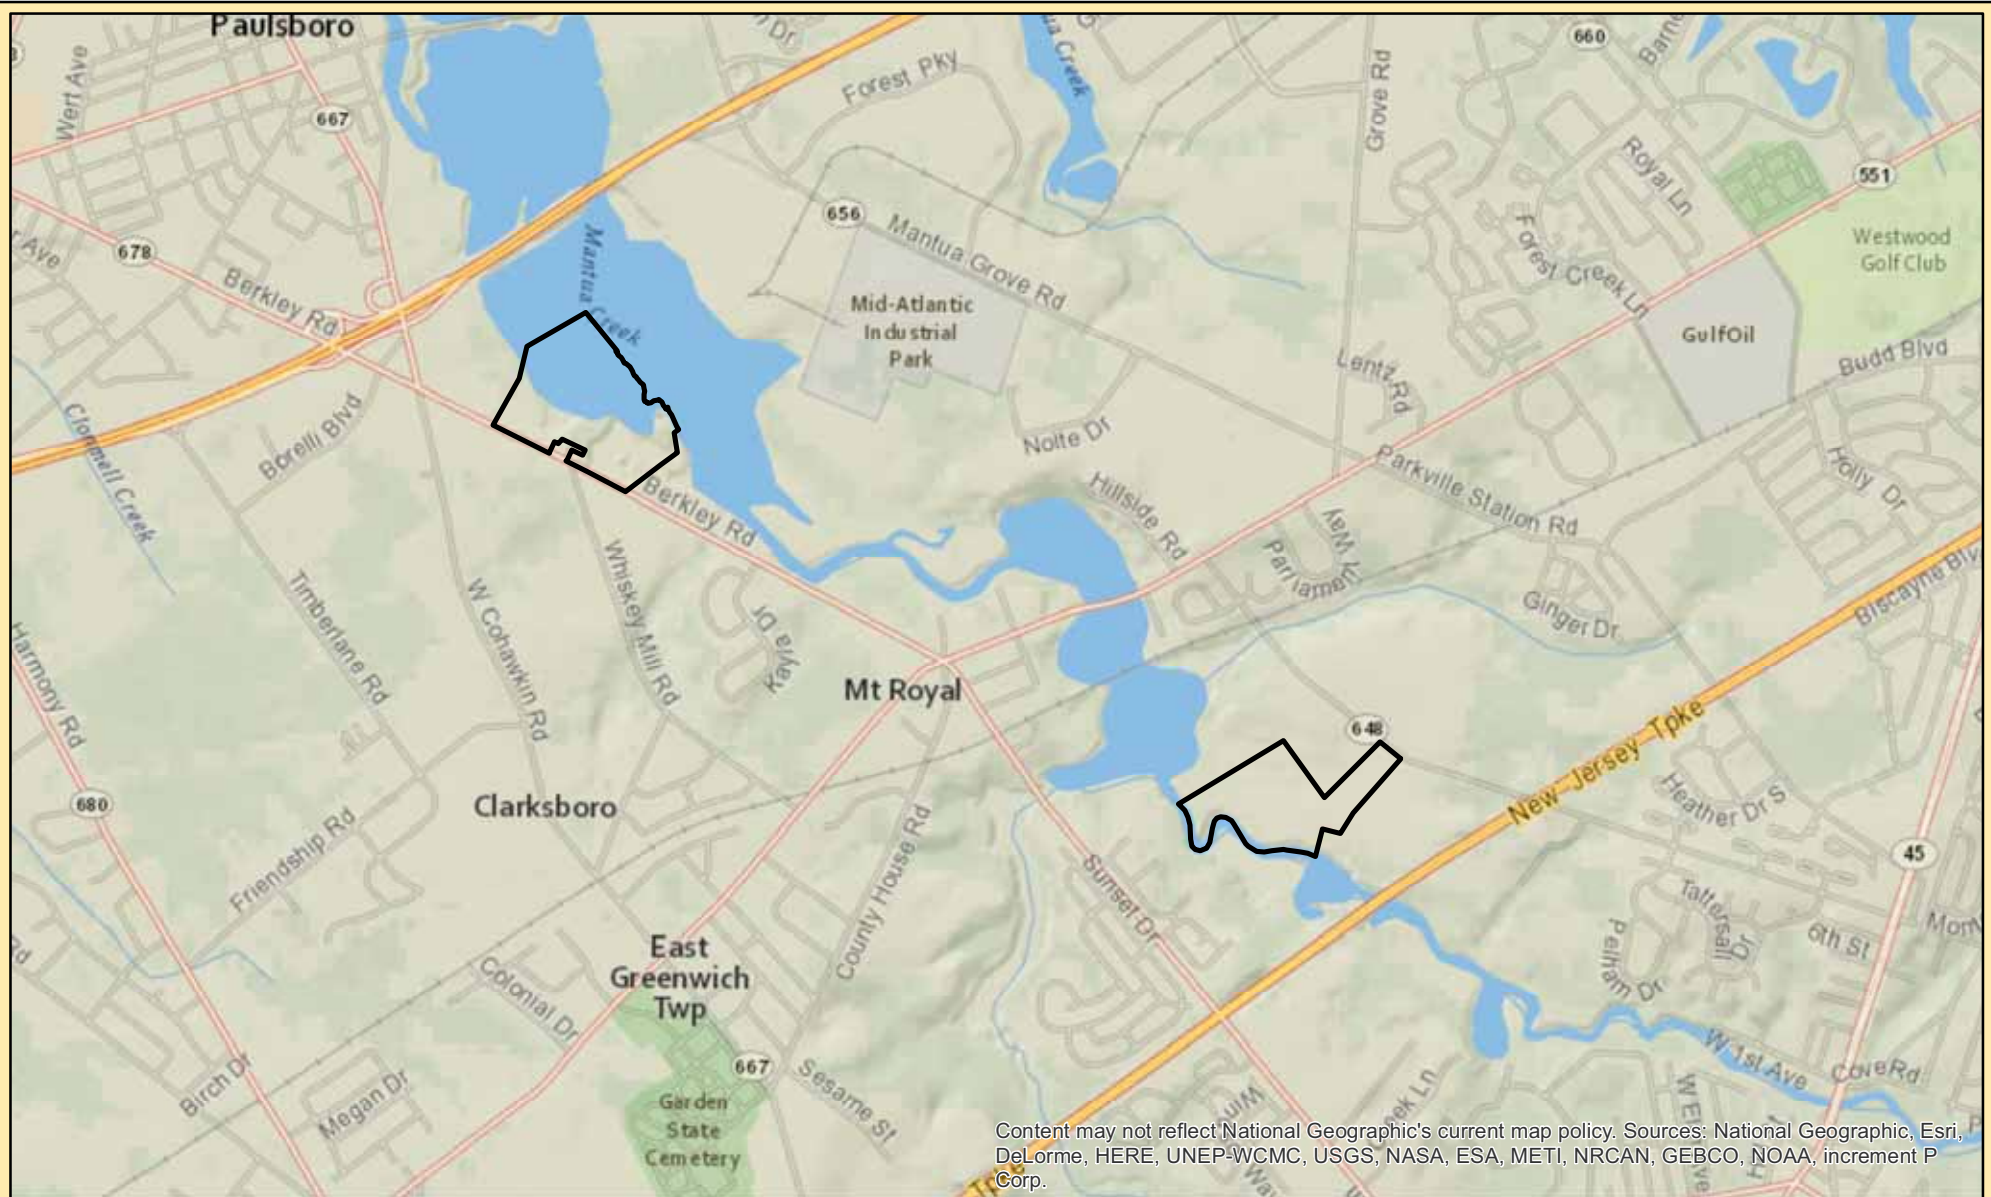 Paulsboro
Wert Ave
667
678
Berkley Rd
Forest Pky
Mantua
Creek
656
Mantua Grove Rd
Mid-Atlantic
Industrial
Park
Grove Rd
660
Royal Ln
551
Forest Creek Ln
Westwood
Golf Club
GulfOil
Budd Blvd
Lentz Rd
Nolte Dr
Parkville Station Rd
Holly Dr
Hillside Rd
Parliament Way
Ginger Dr
Borelli Blvd
Clonmell Creek
Berkley Rd
Whiskey Mill Rd
Kayla Dr
W Cohawkin Rd
Timberlane Rd
Harmony Rd
Mt Royal
648
New Jersey Tpke
Heather Dr S
45
680
Clarksboro
Friendship Rd
County House Rd
Sunset Dr
Tattersall
Dr
Pelham Dr
6th St
East
Greenwich
Twp
Colonial Dr
667
Sesame St
Birch Dr
Megan Dr
Garden
State
Cemetery
W 1st Ave
Cove Rd
Tpke
Content may not reflect National Geographic's current map policy. Sources: National Geographic, Esri,
DeLorme, HERE, UNEP-WCMC, USGS, NASA, ESA, METI, NRCAN, GEBCO, NOAA, increment P
Corp.